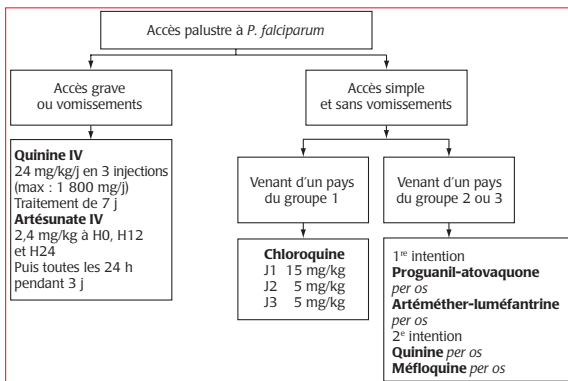 Accès palustre à P. falciparum
Accès grave
ou vomissements
Accès simple
et sans vomissements
Quinine IV
24 mg/kg/j en 3 injections
(max : 1 800 mg/j)
Traitement de 7 j
Artésunate IV
2,4 mg/kg à H0, H12
et H24
Puis toutes les 24 h
pendant 3 j
Venant d’un pays
du groupe 1
Venant d’un pays
du groupe 2 ou 3
Chloroquine
J1 15 mg/kg
J2 5 mg/kg
J3 5 mg/kg
1re intention
Proguanil-atovaquone
per os
Artéméther-luméfantrine
per os
2e intention
Quinine per os
Méfloquine per os